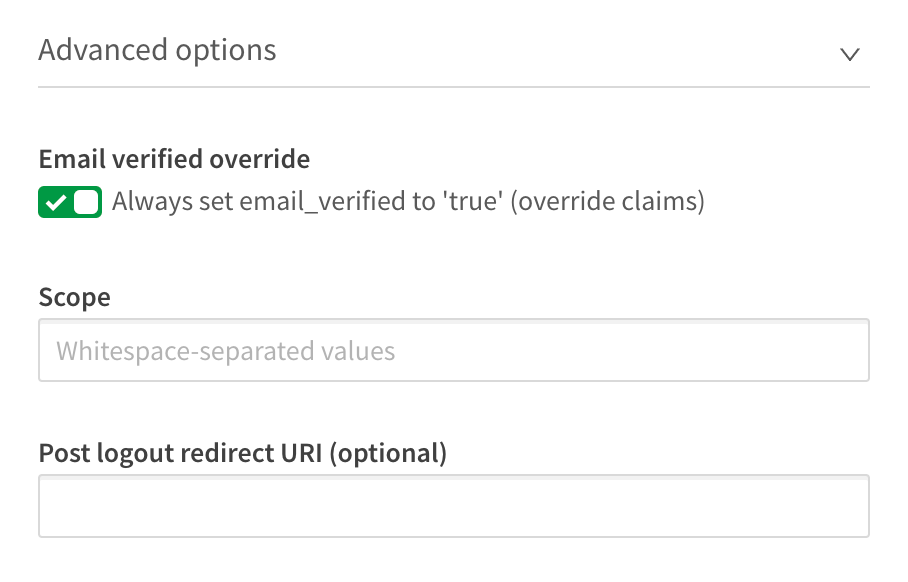 Advanced options
Email verified override
Always set email_verified to 'true' (override claims)
Scope
Whitespace-separated values
Post logout redirect URI (optional)